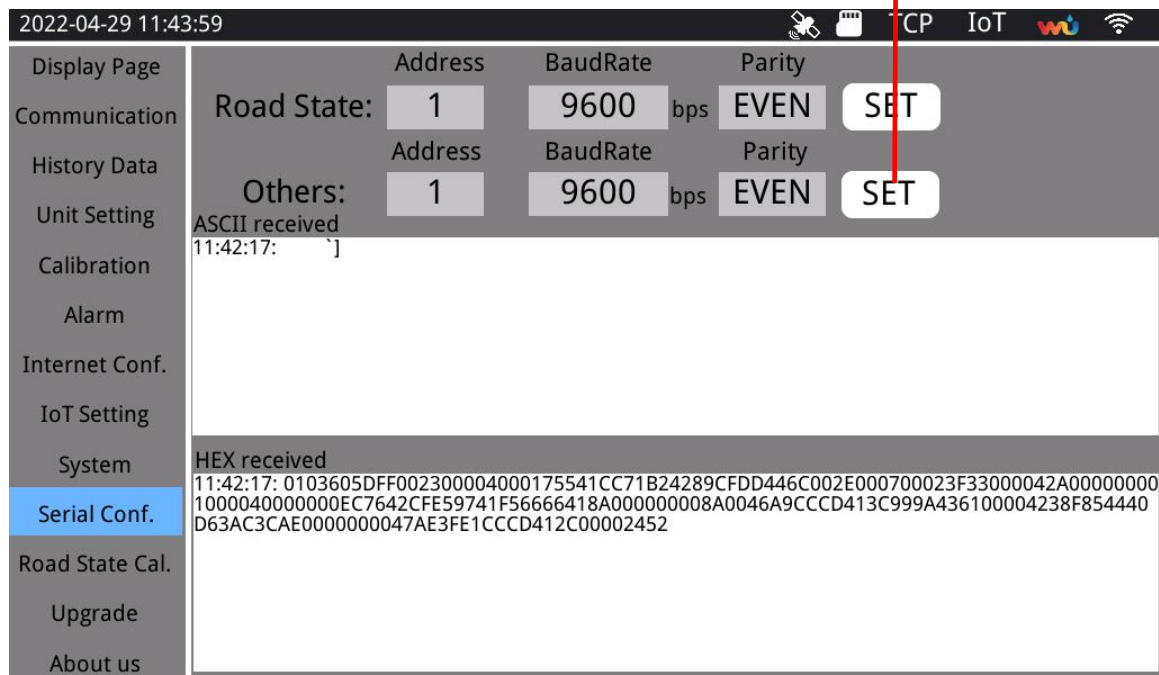 2022-04-29 11:43:59 TCP IoT wu
Display Page
Communication
History Data
Unit Setting
Calibration
Alarm
Internet Conf.
IoT Setting
System
Serial Conf.
Road State Cal.
Upgrade
About us
Address BaudRate Parity
Road State: 1 9600 bps EVEN SET
Address BaudRate Parity
Others: 1 9600 bps EVEN SET
ASCII received
11:42:17: `]
HEX received
11:42:17: 0103605DFF0023000040000175541CC71B24289CFDD446C002E000700023F33000042A00000000
1000040000000EC7642CFE59741F56666418A000000008A0046A9CCCD413C999A436100004238F854440
D63AC3CAE0000000047AE3FE1CCCD412C00002452